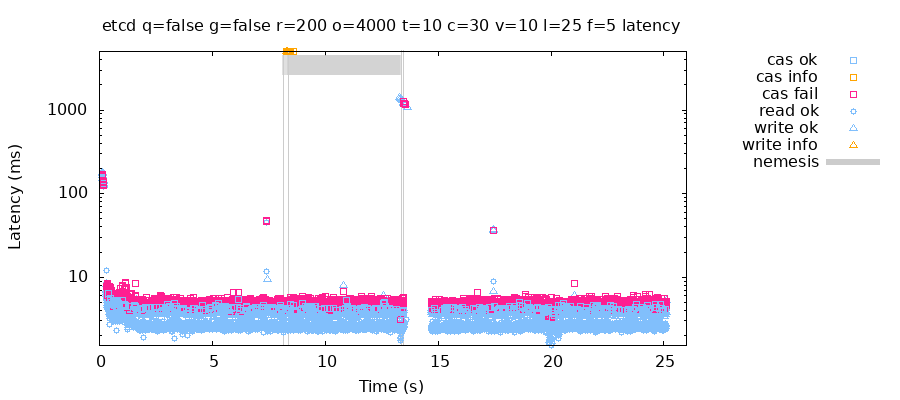 etcd q=false g=false r=200 o=4000 t=10 c=30 v=10 l=25 f=5 latency
Latency (ms)
1000
100
10
0 5 10 15 20 25
Time (s)
cas ok
cas info
cas fail
read ok
write ok
write info
nemesis